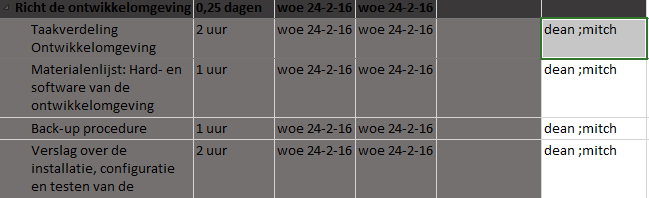 Richt de ontwikkelomgeving 0,25 dagen woe 24-2-16 woe 24-2-16
Taakverdeling 2 uur woe 24-2-16 woe 24-2-16 dean ;mitch
Ontwikkelomgeving
Materialenlijst: Hard- en 1 uur woe 24-2-16 woe 24-2-16 dean ;mitch
software van de
ontwikkelomgeving
Back-up procedure 1 uur woe 24-2-16 woe 24-2-16 dean ;mitch
Verslag over de 2 uur woe 24-2-16 woe 24-2-16 dean ;mitch
installatie, configuratie
en testen van de